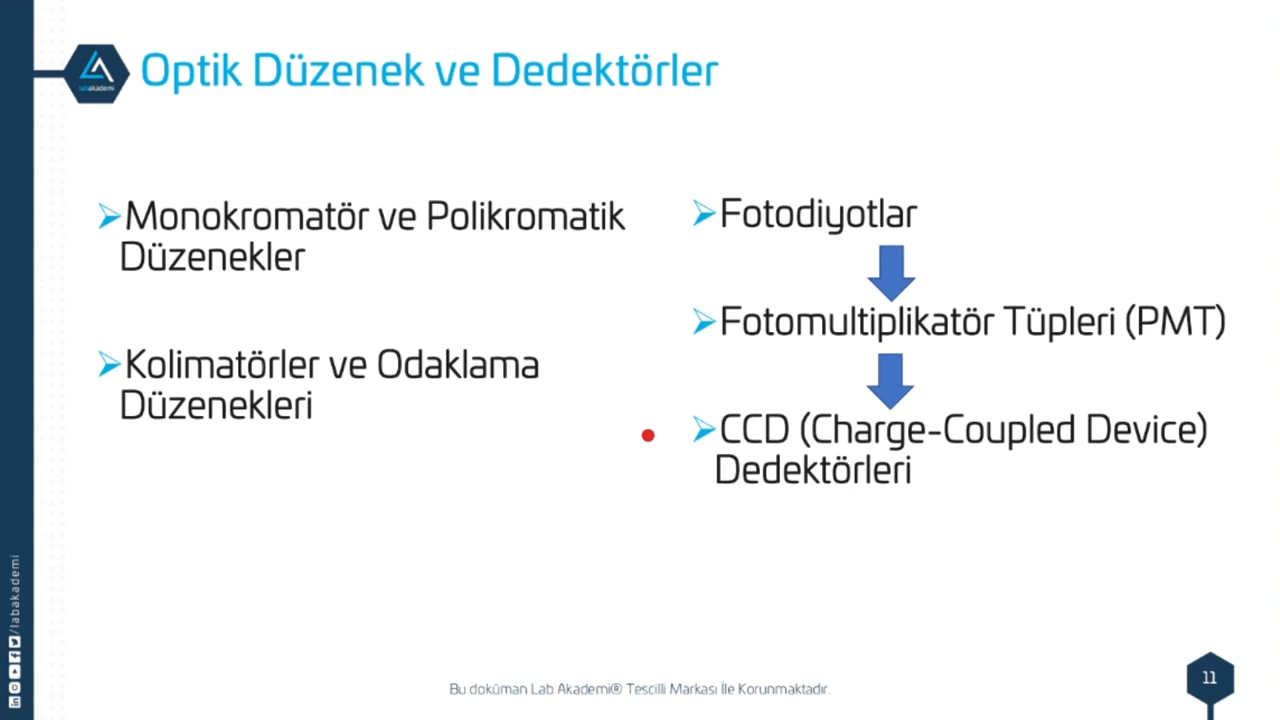 Optik Düzenek ve Dedektörler
labakademi
Monokromatör ve Polikromatik
Düzenekler
Kolimatörler ve Odaklama
Düzenekleri
Fotodiyotlar
Fotomultiplikatör Tüpleri (PMT)
CCD (Charge-Coupled Device)
Dedektörleri
/labakademi
Bu doküman Lab Akademi® Tescilli Markası İle Korunmaktadır.
11